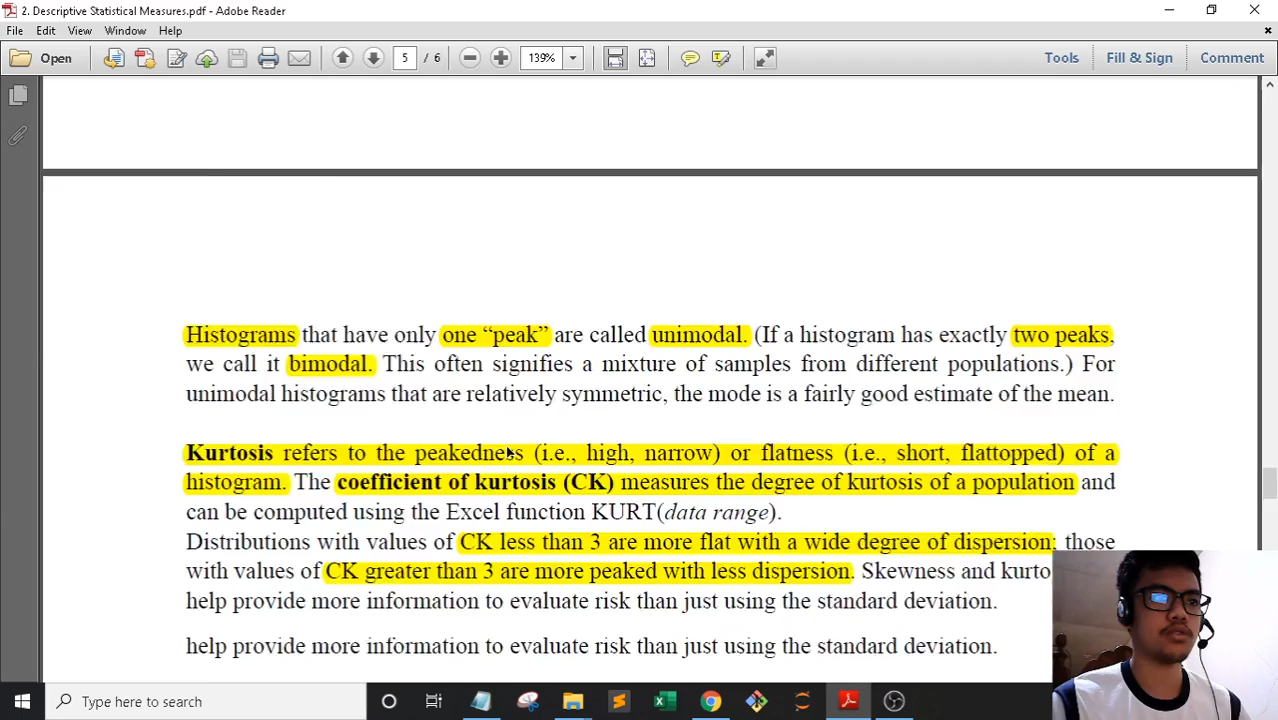 2. Descriptive Statistical Measures.pdf - Adobe Reader
File Edit View Window Help
Open 5 / 6 139% Tools Fill & Sign Comment
Histograms that have only one “peak” are called unimodal. (If a histogram has exactly two peaks,
we call it bimodal. This often signifies a mixture of samples from different populations.) For
unimodal histograms that are relatively symmetric, the mode is a fairly good estimate of the mean.
Kurtosis refers to the peakedness (i.e., high, narrow) or flatness (i.e., short, flattopped) of a
histogram. The coefficient of kurtosis (CK) measures the degree of kurtosis of a population and
can be computed using the Excel function KURT(data range).
Distributions with values of CK less than 3 are more flat with a wide degree of dispersion; those
with values of CK greater than 3 are more peaked with less dispersion. Skewness and kurto
help provide more information to evaluate risk than just using the standard deviation.
help provide more information to evaluate risk than just using the standard deviation.
Type here to search